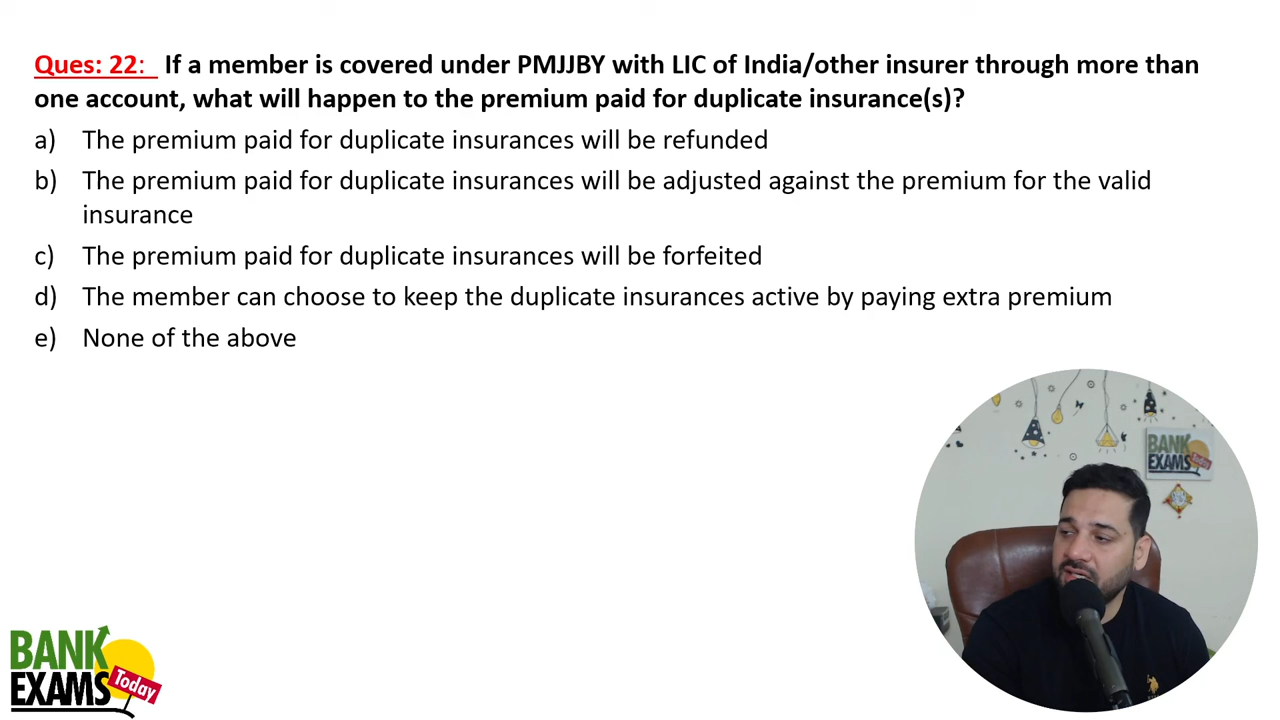 Ques: 22: If a member is covered under PMJJBY with LIC of India/other insurer through more than
one account, what will happen to the premium paid for duplicate insurance(s)?
a) The premium paid for duplicate insurances will be refunded
b) The premium paid for duplicate insurances will be adjusted against the premium for the valid
insurance
c) The premium paid for duplicate insurances will be forfeited
d) The member can choose to keep the duplicate insurances active by paying extra premium
e) None of the above
BANK
EXAMS
Today
BANK
EXAMS
Today